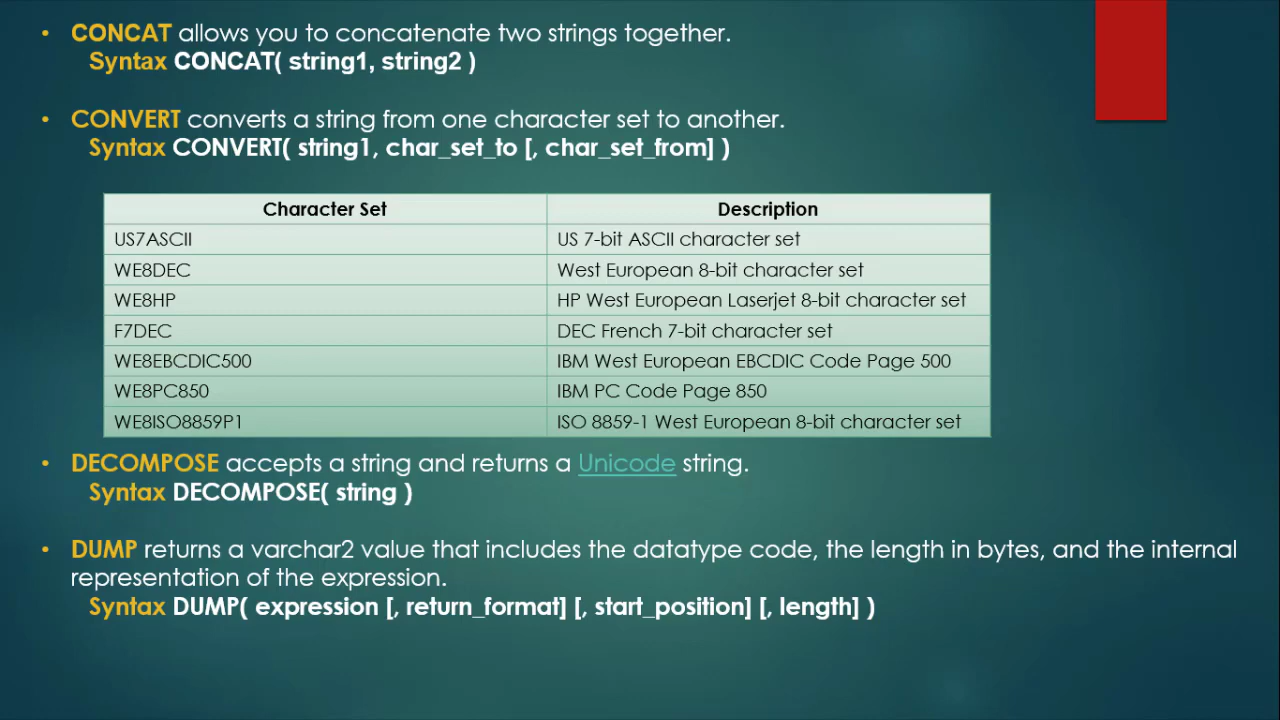 • CONCAT allows you to concatenate two strings together.
Syntax CONCAT( string1, string2 )
• CONVERT converts a string from one character set to another.
Syntax CONVERT( string1, char_set_to [, char_set_from] )
Character Set Description
US7ASCII US 7-bit ASCII character set
WE8DEC West European 8-bit character set
WE8HP HP West European Laserjet 8-bit character set
F7DEC DEC French 7-bit character set
WE8EBCDIC500 IBM West European EBCDIC Code Page 500
WE8PC850 IBM PC Code Page 850
WE8ISO8859P1 ISO 8859-1 West European 8-bit character set
• DECOMPOSE accepts a string and returns a Unicode string.
Syntax DECOMPOSE( string )
• DUMP returns a varchar2 value that includes the datatype code, the length in bytes, and the internal
representation of the expression.
Syntax DUMP( expression [, return_format] [, start_position] [, length] )